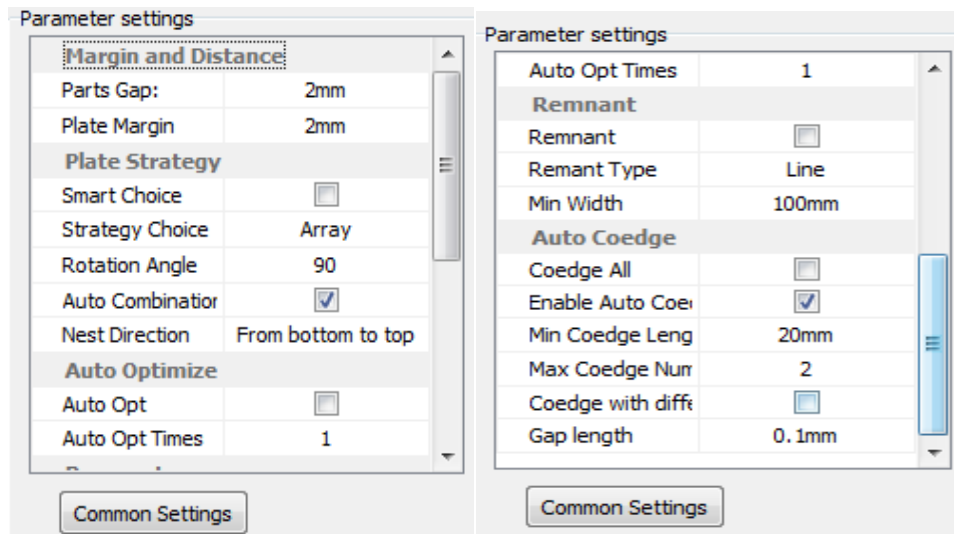 Parameter settings
Margin and Distance
Parts Gap: 2mm
Plate Margin 2mm
Plate Strategy
Smart Choice
Strategy Choice Array
Rotation Angle 90
Auto Combination
Nest Direction From bottom to top
Auto Optimize
Auto Opt
Auto Opt Times 1
Common Settings
Parameter settings
Auto Opt Times 1
Remnant
Remnant
Remant Type Line
Min Width 100mm
Auto Coedge
Coedge All
Enable Auto Coe
Min Coedge Leng 20mm
Max Coedge Num 2
Coedge with diffe
Gap length 0.1mm
Common Settings